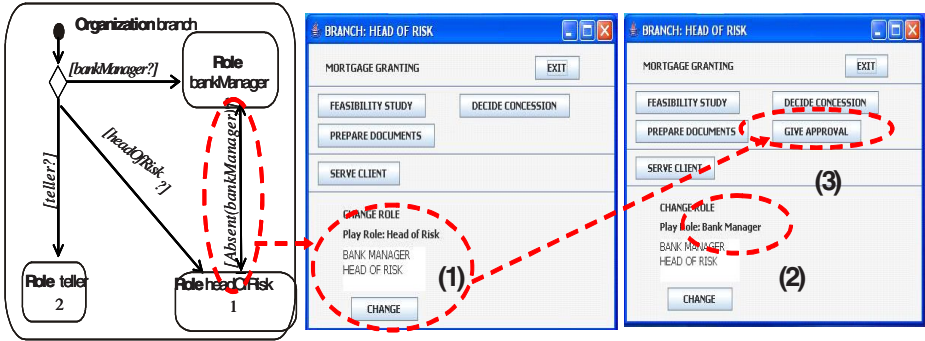 Organization branch
[bankManager?]
Role
bankManager
[headOfRisk
?]
[teller?]
[Absent(bankManager)]
Role teller
2
Role headOfRisk
1
BRANCH: HEAD OF RISK
MORTGAGE GRANTING
EXIT
FEASIBILITY STUDY
DECIDE CONCESSION
PREPARE DOCUMENTS
SERVE CLIENT
CHANGE ROLE
Play Role: Head of Risk
BANK MANAGER
HEAD OF RISK
(1)
CHANGE
BRANCH: HEAD OF RISK
MORTGAGE GRANTING
EXIT
FEASIBILITY STUDY
DECIDE CONCESSION
PREPARE DOCUMENTS
GIVE APPROVAL
SERVE CLIENT
(3)
CHANGE ROLE
Play Role: Bank Manager
BANK MANAGER
HEAD OF RISK
(2)
CHANGE